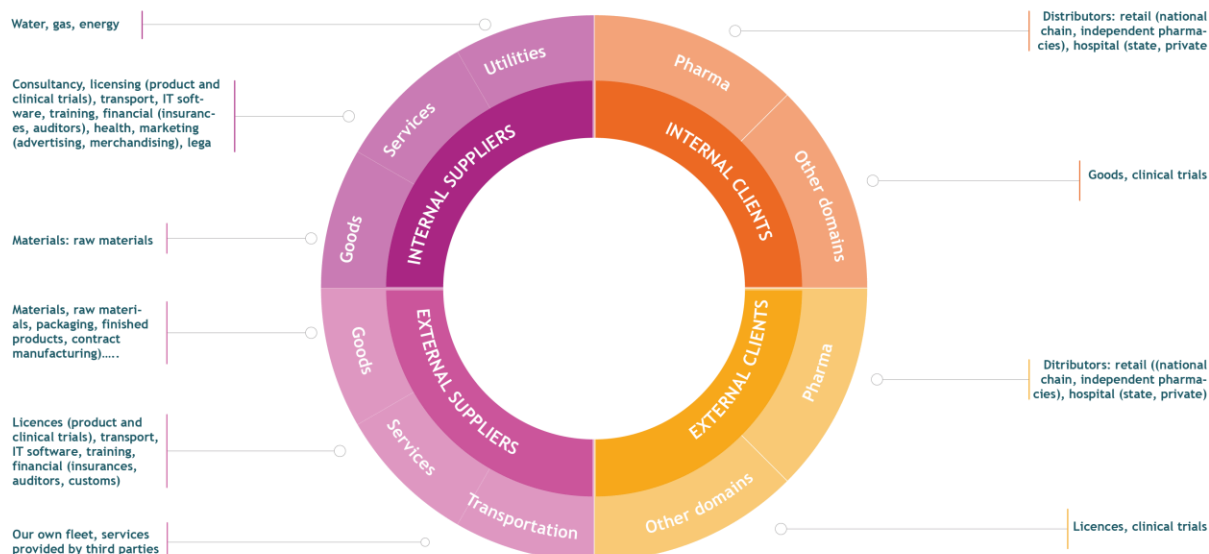 Water, gas, energy
Consultancy, licensing (product and
clinical trials), transport, IT soft-
ware, training, financial (insuranc-
es, auditors), health, marketing
(advertising, merchandising), lega
Materials: raw materials
Materials, raw materi-
als, packaging, finished
products, contract
manufacturing).....
Licences (product and
clinical trials), transport,
IT software, training,
financial (insurances,
auditors, customs)
Our own fleet, services
provided by third parties
Utilities
Services
Goods
INTERNAL SUPPLIERS
Goods
Services
Transportation
EXTERNAL SUPPLIERS
Pharma
Other domains
INTERNAL CLIENTS
Pharma
Other domains
EXTERNAL CLIENTS
Distributors: retail (national
chain, independent pharma-
cies), hospital (state, private
Goods, clinical trials
Ditributors: retail ((national
chain, independent pharma-
cies), hospital (state, private)
Licences, clinical trials